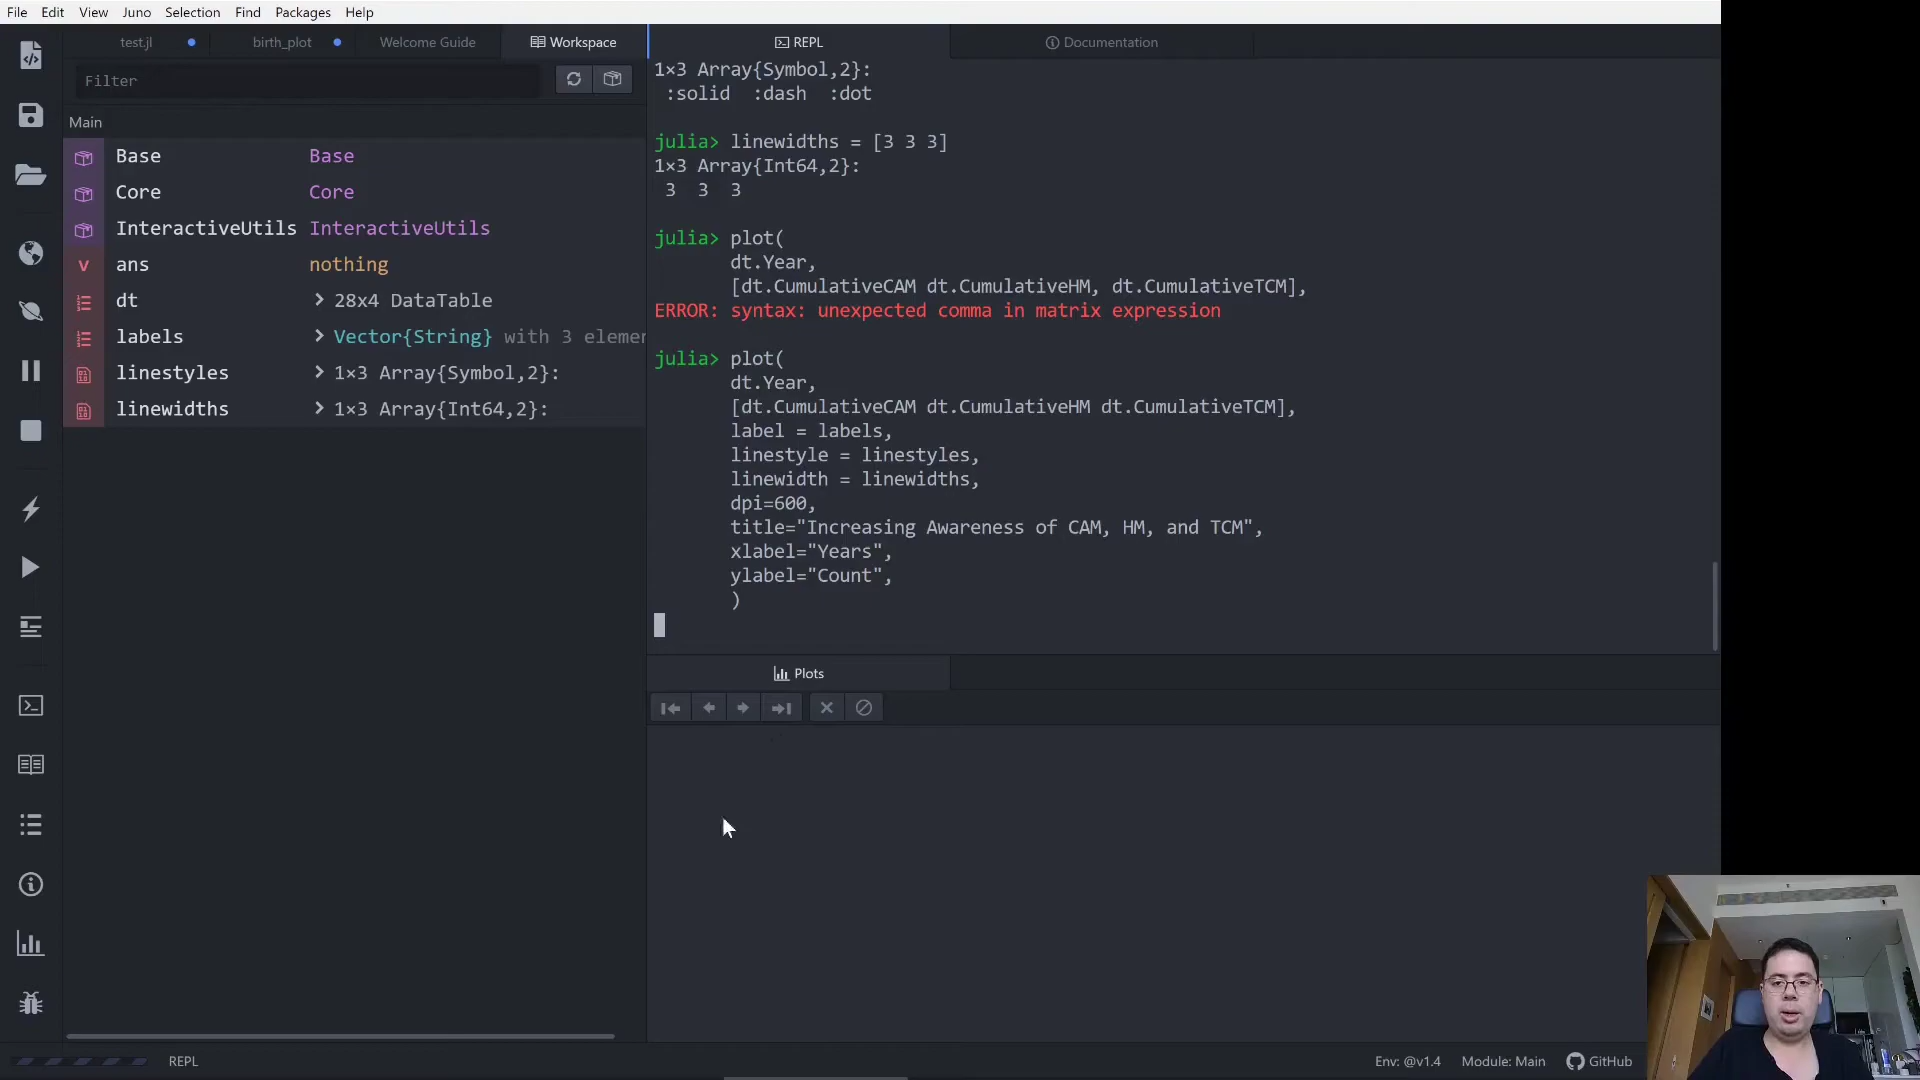 File Edit View Juno Selection Find Packages Help
test.jl birth_plot Welcome Guide Workspace
Filter
Main
Base Base
Core Core
InteractiveUtils InteractiveUtils
ans nothing
dt 28x4 DataTable
labels Vector{String} with 3 elemer
linestyles 1×3 Array{Symbol,2}:
linewidths 1×3 Array{Int64,2}:
REPL Documentation
1×3 Array{Symbol,2}:
:solid :dash :dot
julia> linewidths = [3 3 3]
1×3 Array{Int64,2}:
3 3 3
julia> plot(
dt.Year,
[dt.CumulativeCAM dt.CumulativeHM, dt.CumulativeTCM],
ERROR: syntax: unexpected comma in matrix expression
julia> plot(
dt.Year,
[dt.CumulativeCAM dt.CumulativeHM dt.CumulativeTCM],
label = labels,
linestyle = linestyles,
linewidth = linewidths,
dpi=600,
title="Increasing Awareness of CAM, HM, and TCM",
xlabel="Years",
ylabel="Count",
)
Plots
REPL Env: @v1.4 Module: Main GitHub